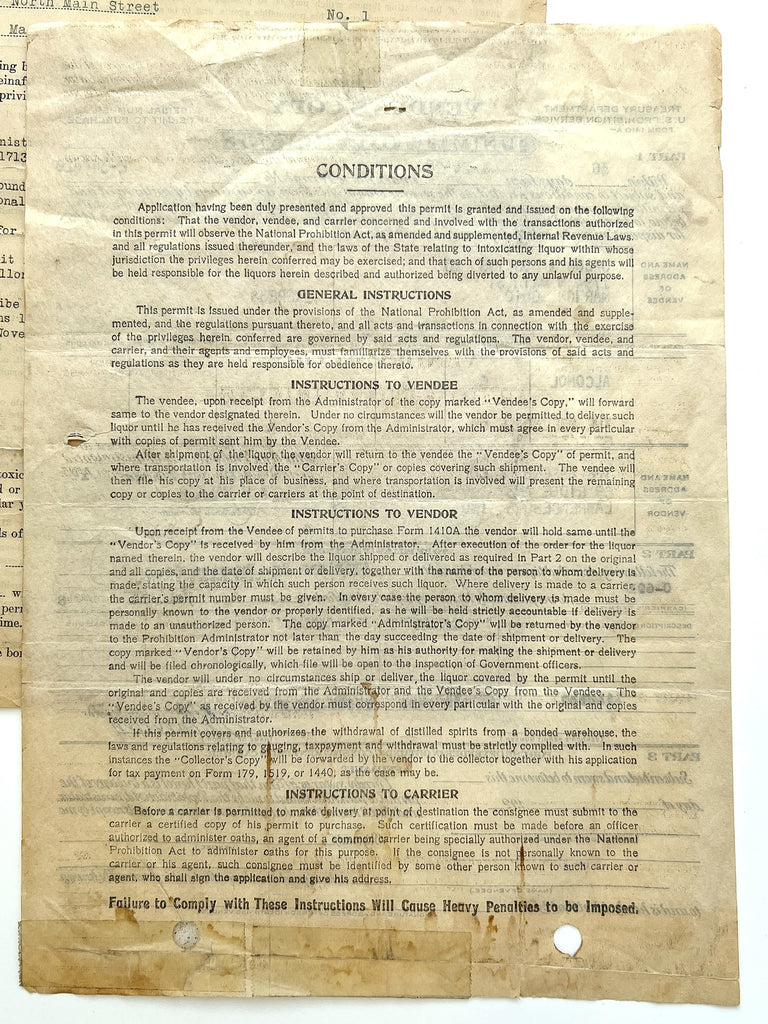 North Main Street
No. 1
CONDITIONS
Application having been duly presented and approved this permit is granted and issued on the following
conditions: That the vendor, vendee, and carrier concerned and involved with the transactions authorized
in this permit will observe the National Prohibition Act, as amended and supplemented, Internal Revenue Laws,
and all regulations issued thereunder, and the laws of the State relating to intoxicating liquor within whose
jurisdiction the privileges herein conferred may be exercised; and that each of such persons and his agents will
be held responsible for the liquors herein described and authorized being diverted to any unlawful purpose.
GENERAL INSTRUCTIONS
This permit is issued under the provisions of the National Prohibition Act, as amended and supple-
mented, and the regulations pursuant thereto, and all acts and transactions in connection with the exercise
of the privileges herein conferred are governed by said acts and regulations. The vendor, vendee, and
carrier, and their agents and employees, must familiarize themselves with the provisions of said acts and
regulations as they are held responsible for obedience thereto.
INSTRUCTIONS TO VENDEE
The vendee, upon receipt from the Administrator of the copy marked "Vendee's Copy," will forward
same to the vendor designated therein. Under no circumstances will the vendor be permitted to deliver such
liquor until he has received the Vendor's Copy from the Administrator, which must agree in every particular
with copies of permit sent him by the Vendee.
After shipment of the liquor the vendor will return to the vendee the "Vendee's Copy" of permit, and
where transportation is involved the "Carrier's Copy" or copies covering such shipment. The vendee will
then file his copy at his place of business, and where transportation is involved will present the remaining
copy or copies to the carrier or carriers at the point of destination.
INSTRUCTIONS TO VENDOR
Upon receipt from the Vendee of permits to purchase Form 1410A the vendor will hold same until the
"Vendor's Copy" is received by him from the Administrator. After execution of the order for the liquor
named therein, the vendor will describe the liquor shipped or delivered as required in Part 2 on the original
and all copies, and the date of shipment or delivery, together with the name of the person to whom delivery is
made, stating the capacity in which such person receives such liquor. Where delivery is made to a carrier,
the carrier's permit number must be given. In every case the person to whom delivery is made must be
personally known to the vendor or properly identified, as he will be held strictly accountable if delivery is
made to an unauthorized person. The copy marked "Administrator's Copy" will be returned by the vendor
to the Prohibition Administrator not later than the day succeeding the date of shipment or delivery. The
copy marked "Vendor's Copy" will be retained by him as his authority for making the shipment or delivery
and will be filed chronologically, which file will be open to the inspection of Government officers.
The vendor will under no circumstances ship or deliver the liquor covered by the permit until the
original and copies are received from the Administrator and the Vendee's Copy from the Vendee. The
"Vendee's Copy" as received by the vendor must correspond in every particular with the original and copies
received from the Administrator.
If this permit covers and authorizes the withdrawal of distilled spirits from a bonded warehouse, the
laws and regulations relating to gauging, taxpayment and withdrawal must be strictly complied with. In such
instances the "Collector's Copy" will be forwarded by the vendor to the collector together with his application
for tax payment on Form 179, 1519, or 1440, as the case may be.
INSTRUCTIONS TO CARRIER
Before a carrier is permitted to make delivery at point of destination the consignee must submit to the
carrier a certified copy of his permit to purchase. Such certification must be made before an officer
authorized to administer oaths, an agent of a common carrier being specially authorized under the National
Prohibition Act to administer oaths for this purpose. If the consignee is not personally known to the
carrier or his agent, such consignee must be identified by some other person known to such carrier or
agent, who shall sign the application and give his address.
Failure to Comply with These Instructions Will Cause Heavy Penalties to be Imposed.